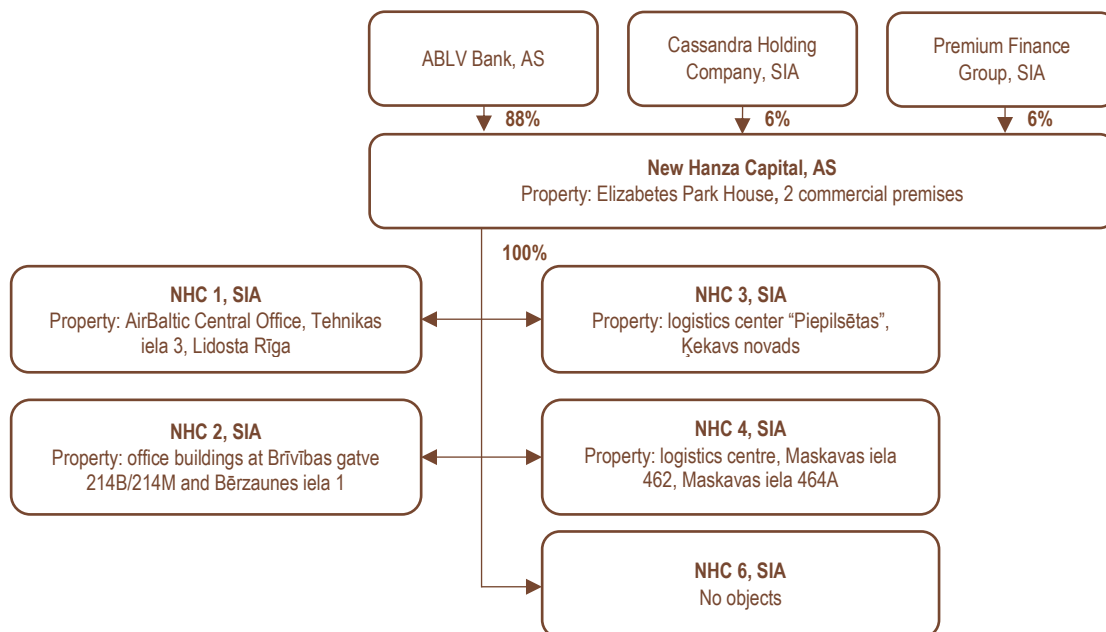 ABLV Bank, AS
Cassandra Holding
Company, SIA
Premium Finance
Group, SIA
88%
6%
6%
New Hanza Capital, AS
Property: Elizabetes Park House, 2 commercial premises
100%
NHC 1, SIA
Property: AirBaltic Central Office, Tehnikas
iela 3, Lidosta Rīga
NHC 3, SIA
Property: logistics center “Piepilsētas”,
Ķekavs novads
NHC 2, SIA
Property: office buildings at Brīvības gatve
214B/214M and Bērzaunes iela 1
NHC 4, SIA
Property: logistics centre, Maskavas iela
462, Maskavas iela 464A
NHC 6, SIA
No objects